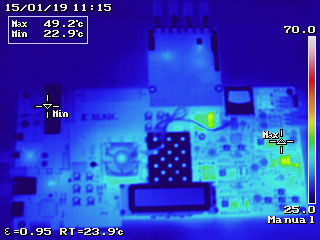 15/01/19 11:15
Max 49.2℃
Min 22.9℃
70.0
Min
XILINX
Max
25.0
Manual
ε=0.95 RT=23.9℃